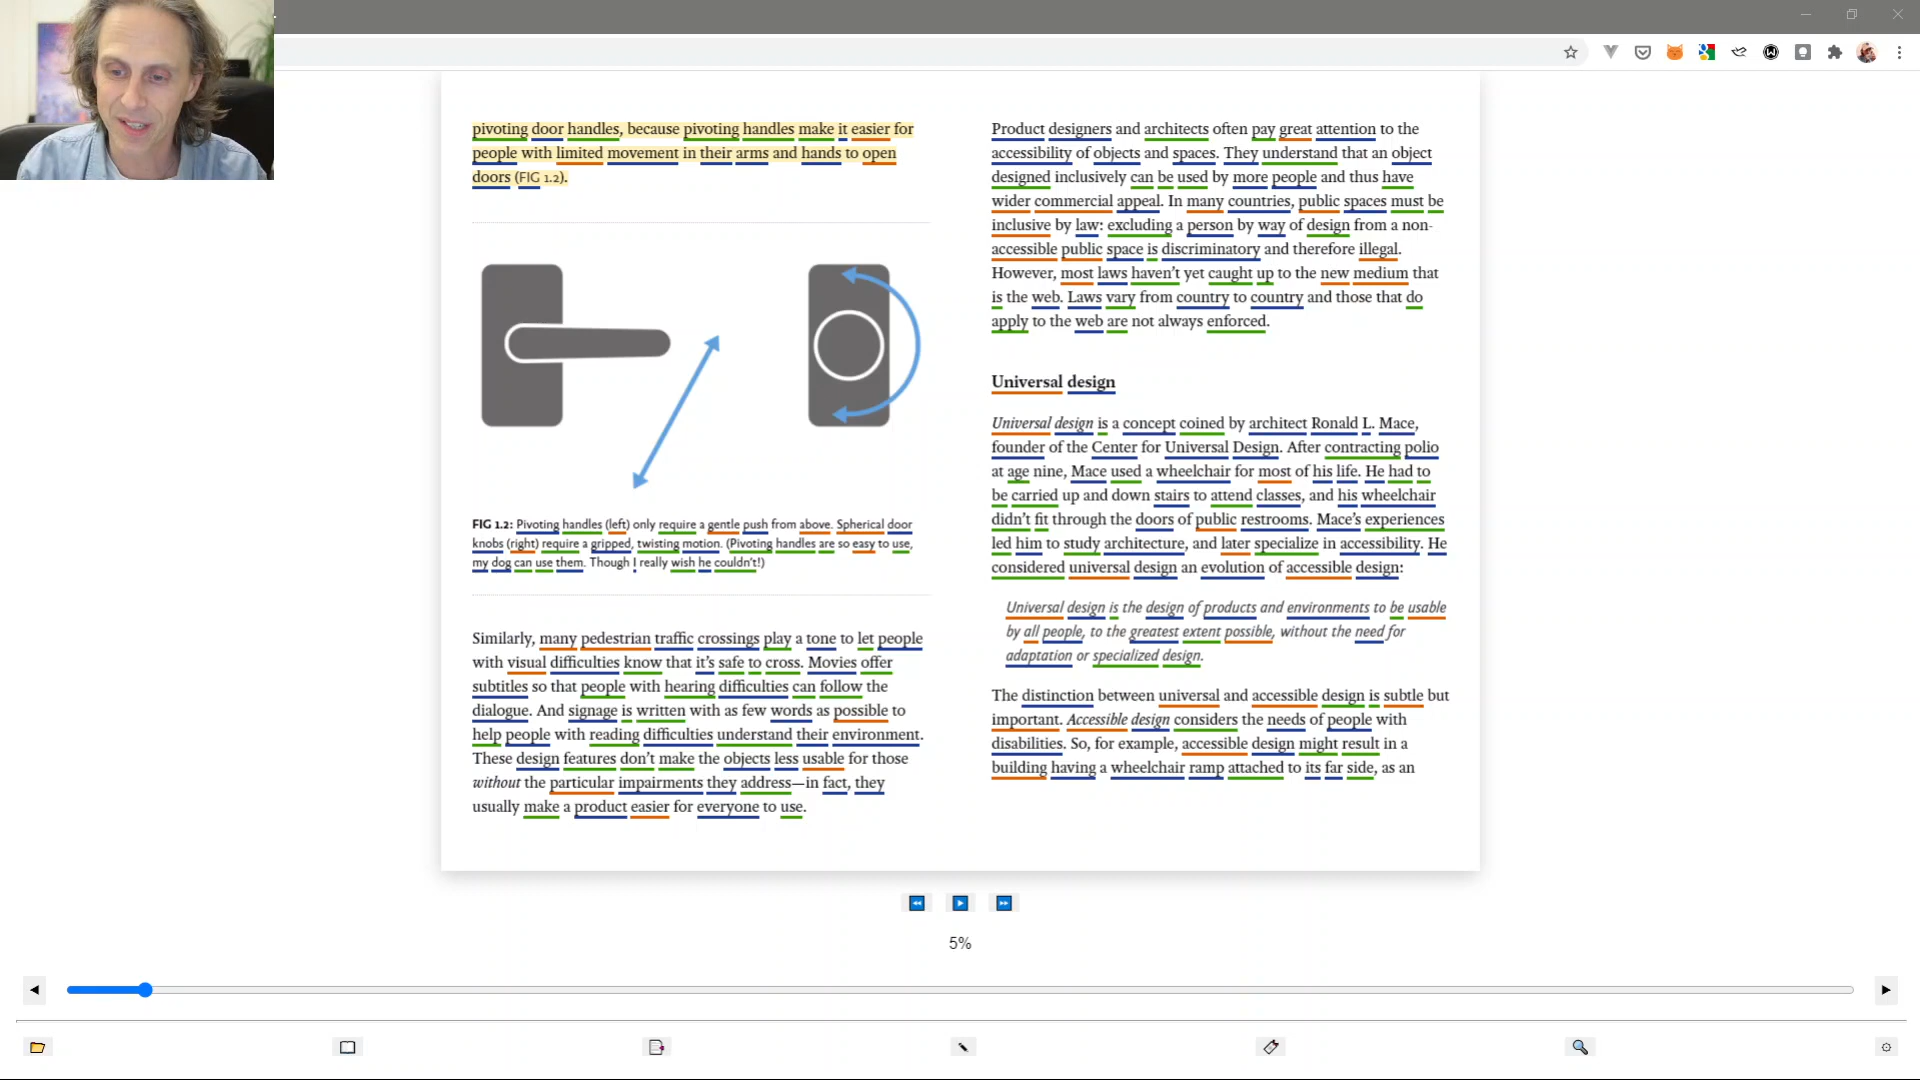 pivoting door handles, because pivoting handles make it easier for
people with limited movement in their arms and hands to open
doors (FIG 1.2).
FIG 1.2: Pivoting handles (left) only require a gentle push from above. Spherical door
knobs (right) require a gripped, twisting motion. (Pivoting handles are so easy to use,
my dog can use them. Though I really wish he couldn't!)
Similarly, many pedestrian traffic crossings play a tone to let people
with visual difficulties know that it's safe to cross. Movies offer
subtitles so that people with hearing difficulties can follow the
dialogue. And signage is written with as few words as possible to
help people with reading difficulties understand their environment.
These design features don't make the objects less usable for those
without the particular impairments they address—in fact, they
usually make a product easier for everyone to use.
Product designers and architects often pay great attention to the
accessibility of objects and spaces. They understand that an object
designed inclusively can be used by more people and thus have
wider commercial appeal. In many countries, public spaces must be
inclusive by law: excluding a person by way of design from a non-
accessible public space is discriminatory and therefore illegal.
However, most laws haven't yet caught up to the new medium that
is the web. Laws vary from country to country and those that do
apply to the web are not always enforced.
Universal design
Universal design is a concept coined by architect Ronald L. Mace,
founder of the Center for Universal Design. After contracting polio
at age nine, Mace used a wheelchair for most of his life. He had to
be carried up and down stairs to attend classes, and his wheelchair
didn't fit through the doors of public restrooms. Mace's experiences
led him to study architecture, and later specialize in accessibility. He
considered universal design an evolution of accessible design:
Universal design is the design of products and environments to be usable
by all people, to the greatest extent possible, without the need for
adaptation or specialized design.
The distinction between universal and accessible design is subtle but
important. Accessible design considers the needs of people with
disabilities. So, for example, accessible design might result in a
building having a wheelchair ramp attached to its far side, as an
5%